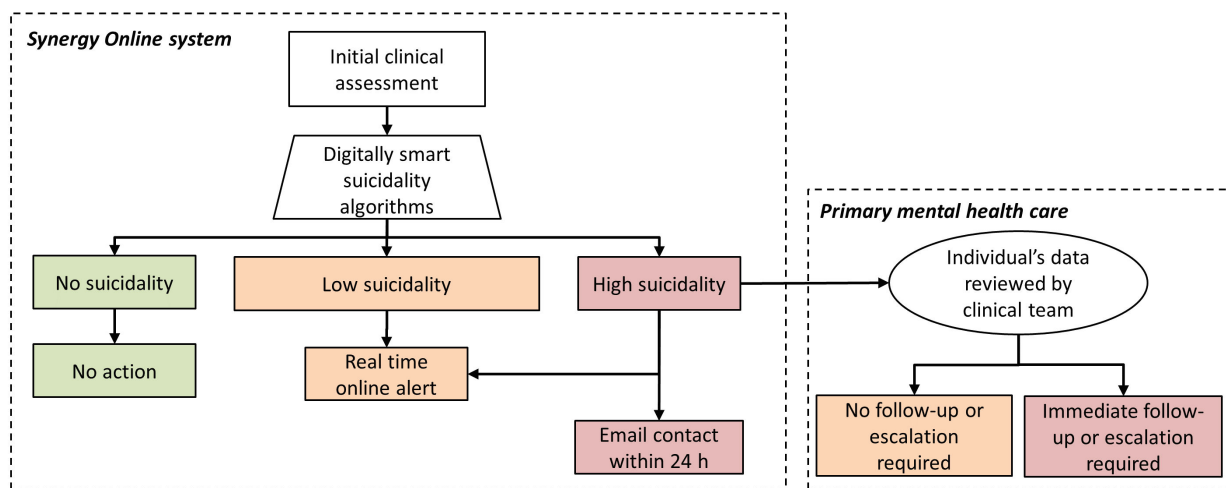 Synergy Online system
Initial clinical
assessment
Digitally smart
suicidality
algorithms
No suicidality
Low suicidality
High suicidality
No action
Real time
online alert
Email contact
within 24 h
Primary mental health care
Individual’s data
reviewed by
clinical team
No follow-up or
escalation
required
Immediate follow-
up or escalation
required